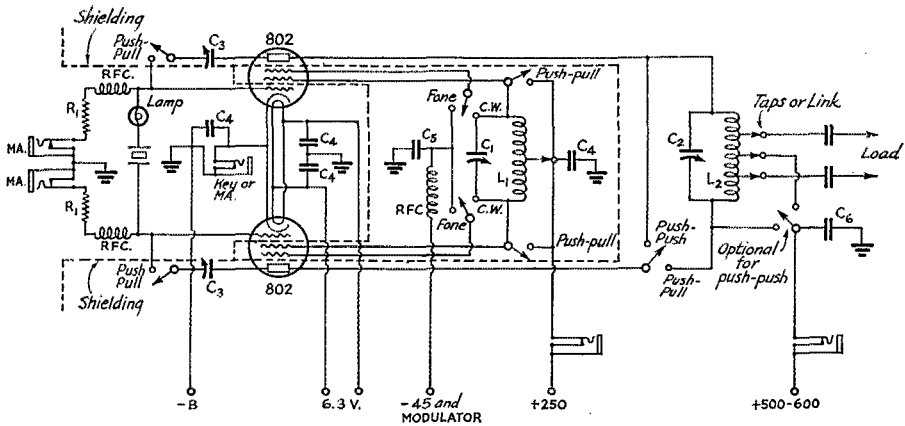 Shielding
Push-
Pull
C3
802
RFC.
Lamp
R1
MA.
MA.
R1
RFC.
C4
Key or
MA.
C4
C4
Fone
C.W.
C5
C1
L1
RFC
C.W.
Fone
Push-pull
C4
Push-pull
C2
L2
Taps or Link
Load
C6
Optional
for
push-push
Push-
Push
Push-
Pull
Push
Pull
C3
802
Shielding
-B
6.3 V.
-45 and
MODULATOR
+250
+500-600